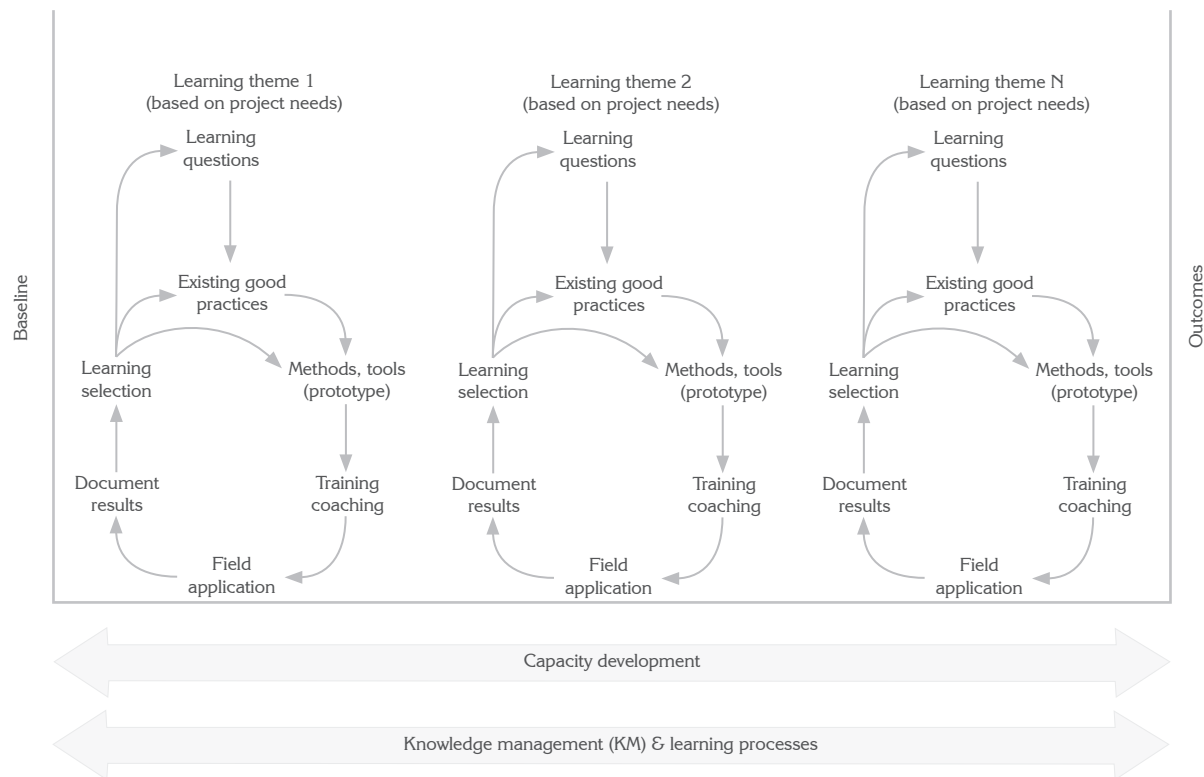 Baseline
Learning theme 1
(based on project needs)
Learning
questions
Existing good
practices
Learning
selection
Methods, tools
(prototype)
Document
results
Training
coaching
Field
application
Learning theme 2
(based on project needs)
Learning
questions
Existing good
practices
Learning
selection
Methods, tools
(prototype)
Document
results
Training
coaching
Field
application
Learning theme N
(based on project needs)
Learning
questions
Existing good
practices
Learning
selection
Methods, tools
(prototype)
Document
results
Training
coaching
Field
application
Outcomes
Capacity development
Knowledge management (KM) & learning processes